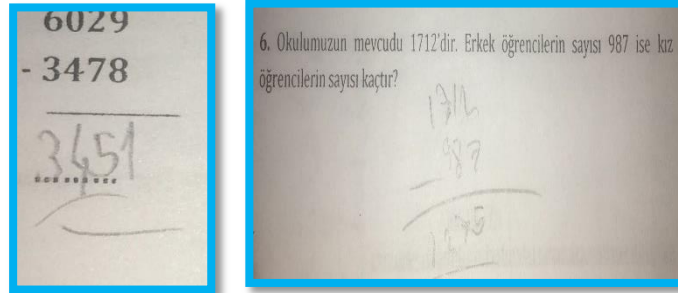 6029
- 3478
3451
6. Okulumuzun mevcudu 1712'dir. Erkek öğrencilerin sayısı 987 ise kız
öğrencilerin sayısı kaçtır?
1712
987